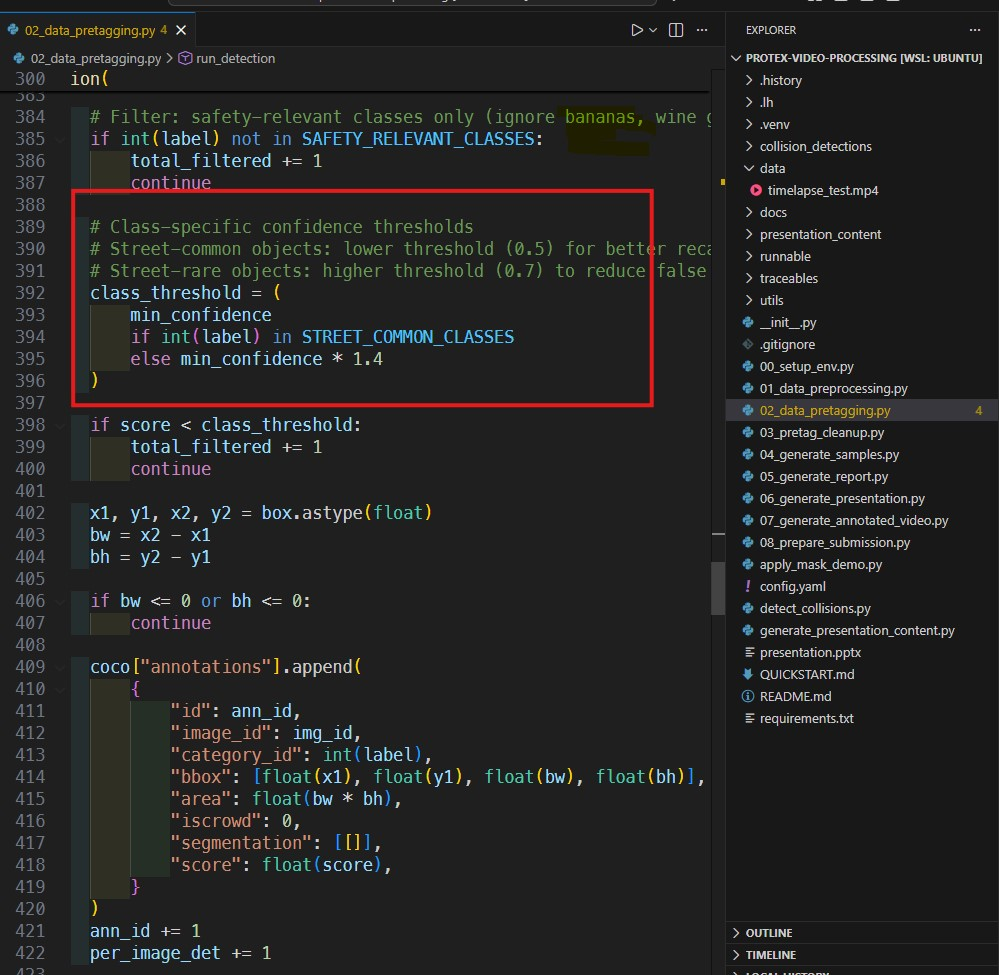 02_data_pretagging.py 4
02_data_pretagging.py > run_detection
300 ion(
383
384 # Filter: safety-relevant classes only (ignore bananas, wine g
385 if int(label) not in SAFETY_RELEVANT_CLASSES:
386 total_filtered += 1
387 continue
388
389 # Class-specific confidence thresholds
390 # Street-common objects: lower threshold (0.5) for better reca
391 # Street-rare objects: higher threshold (0.7) to reduce false
392 class_threshold = (
393 min_confidence
394 if int(label) in STREET_COMMON_CLASSES
395 else min_confidence * 1.4
396 )
397
398 if score < class_threshold:
399 total_filtered += 1
400 continue
401
402 x1, y1, x2, y2 = box.astype(float)
403 bw = x2 - x1
404 bh = y2 - y1
405
406 if bw <= 0 or bh <= 0:
407 continue
408
409 coco["annotations"].append(
410 {
411 "id": ann_id,
412 "image_id": img_id,
413 "category_id": int(label),
414 "bbox": [float(x1), float(y1), float(bw), float(bh)],
415 "area": float(bw * bh),
416 "iscrowd": 0,
417 "segmentation": [[]],
418 "score": float(score),
419 }
420 )
421 ann_id += 1
422 per_image_det += 1
423
EXPLORER
PROTEX-VIDEO-PROCESSING [WSL: UBUNTU]
.history
.lh
.venv
collision_detections
data
timelapse_test.mp4
docs
presentation_content
runnable
traceables
utils
__init__.py
.gitignore
00_setup_env.py
01_data_preprocessing.py
02_data_pretagging.py 4
03_pretag_cleanup.py
04_generate_samples.py
05_generate_report.py
06_generate_presentation.py
07_generate_annotated_video.py
08_prepare_submission.py
apply_mask_demo.py
config.yaml
detect_collisions.py
generate_presentation_content.py
presentation.pptx
QUICKSTART.md
README.md
requirements.txt
OUTLINE
TIMELINE
LOCAL HISTORY